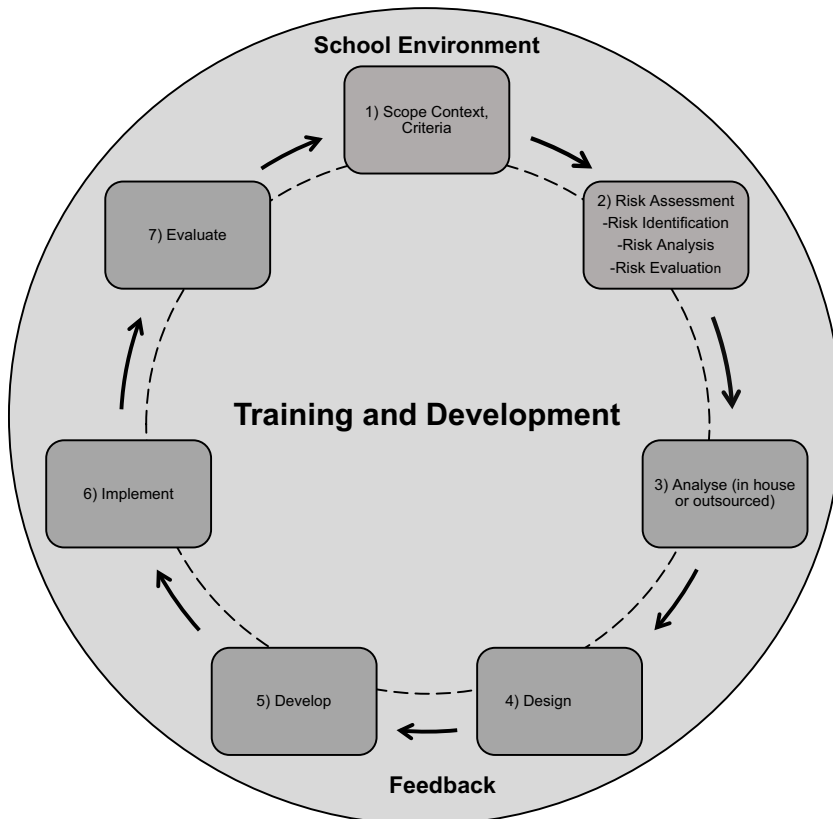 School Environment
1) Scope Context,
Criteria
2) Risk Assessment
-Risk Identification
-Risk Analysis
-Risk Evaluation
3) Analyse (in house
or outsourced)
4) Design
5) Develop
6) Implement
7) Evaluate
Training and Development
Feedback